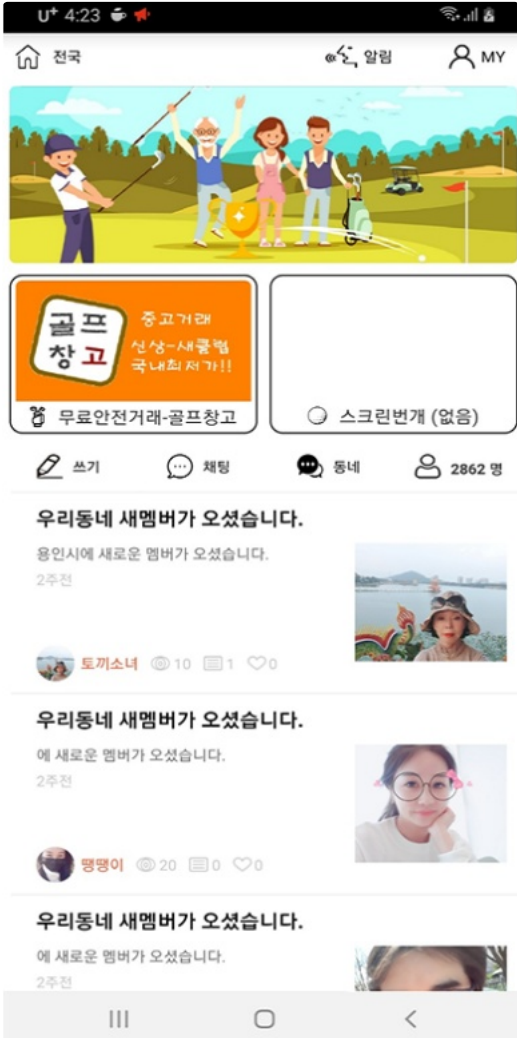 U+ 4:23
전국
알림
MY
골프
창고
중고거래
신상-새클럽
국내최저가!!
무료안전거래-골프창고
스크린번개 (없음)
쓰기
채팅
동네
2862 명
우리동네 새멤버가 오셨습니다.
용인시에 새로운 멤버가 오셨습니다.
2주전
토끼소녀 10 1 0
우리동네 새멤버가 오셨습니다.
에 새로운 멤버가 오셨습니다.
2주전
땡땡이 20 0 0
우리동네 새멤버가 오셨습니다.
에 새로운 멤버가 오셨습니다.
2주전